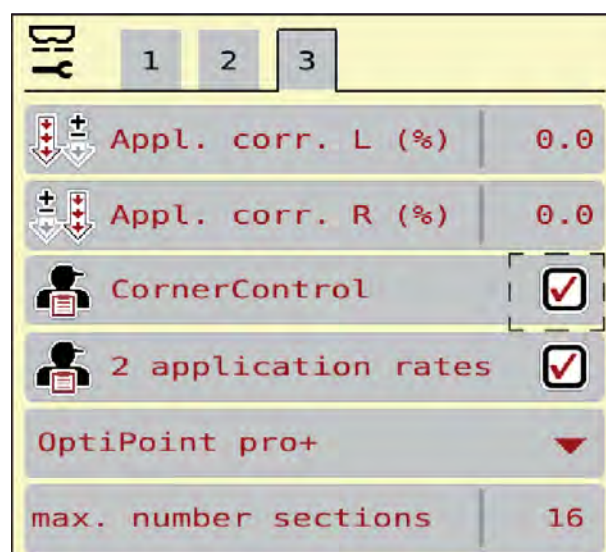 1 2 3
Appl. corr. L (%) 0.0
Appl. corr. R (%) 0.0
CornerControl
2 application rates
OptiPoint pro+
max. number sections 16